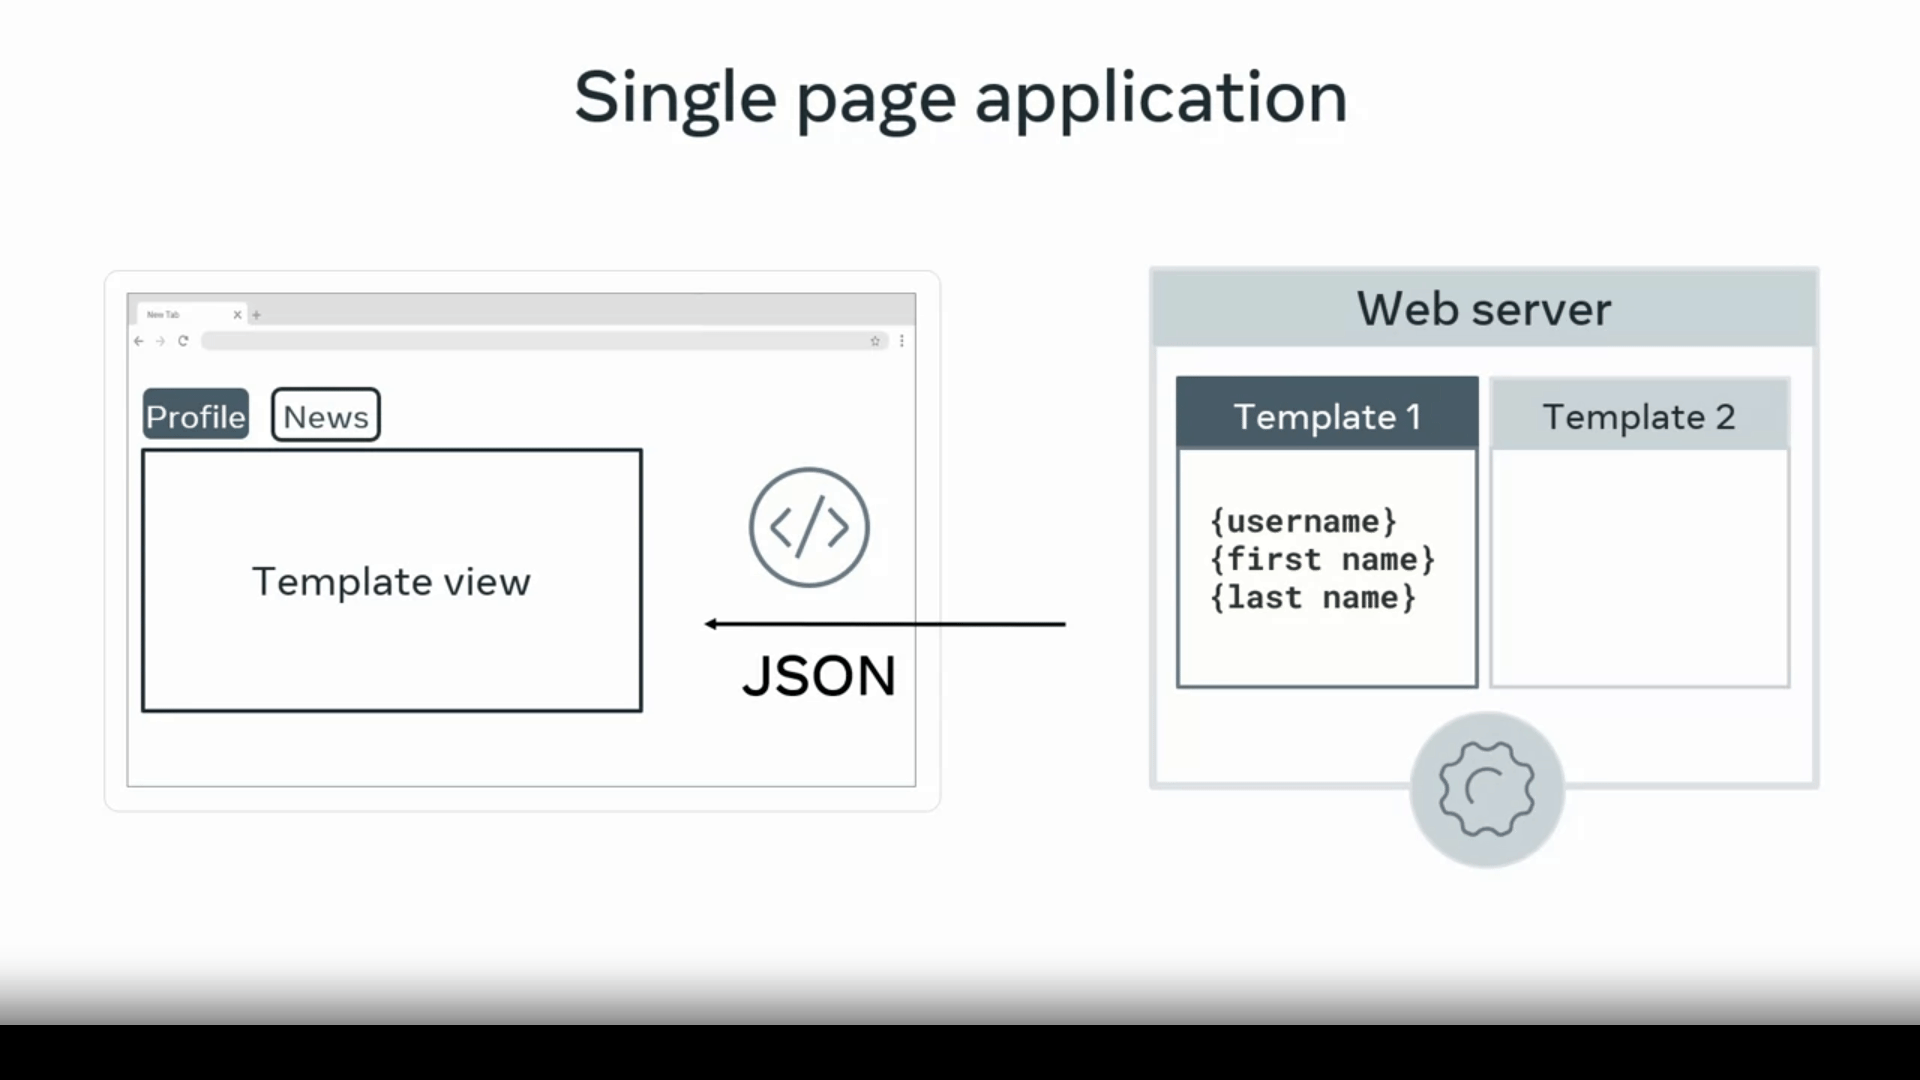 Single page application
New Tab
Profile
News
Template view
</>
JSON
Web server
Template 1
Template 2
{username}
{first name}
{last name}